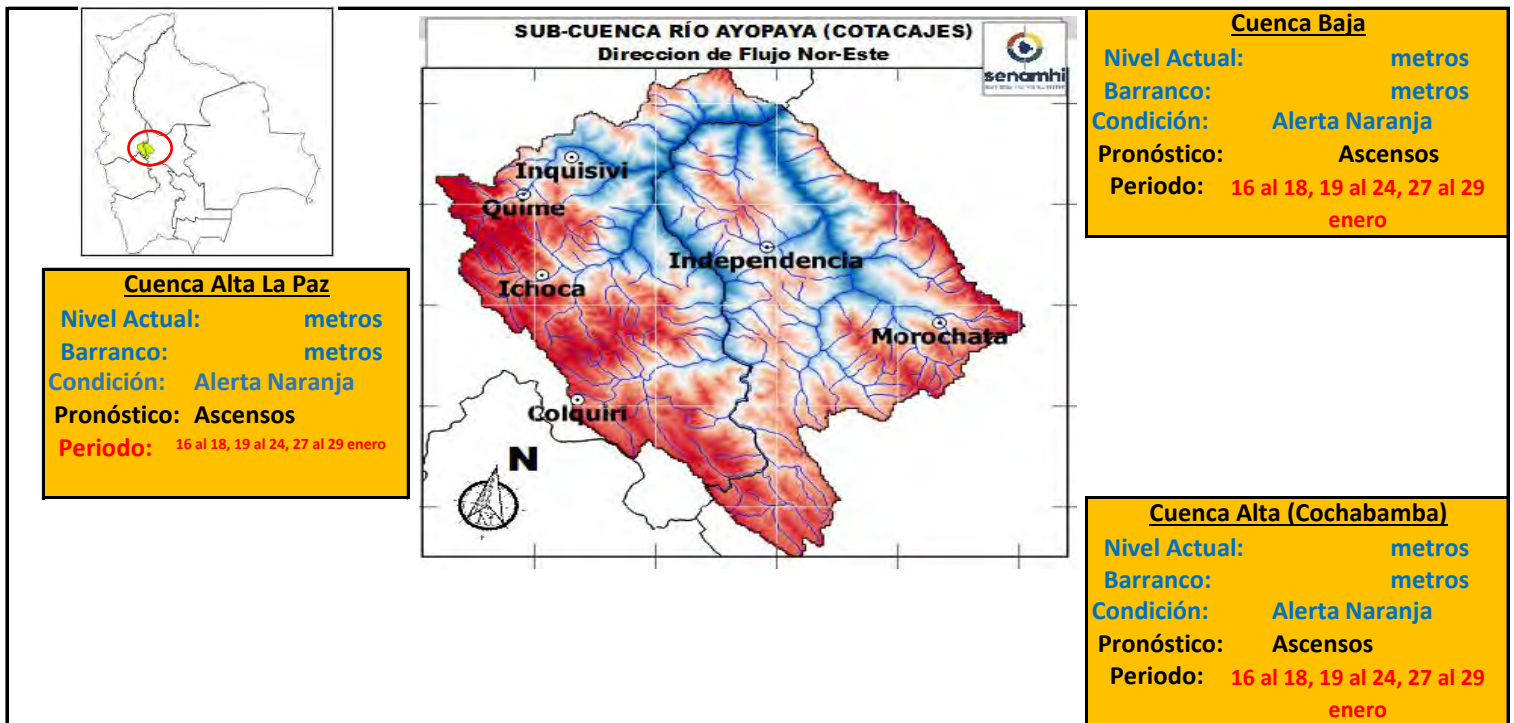 SUB-CUENCA RÍO AYOPAYA (COTACAJES)
Direccion de Flujo Nor-Este
senamhi
Inquisivi
Quime
Independencia
Ichoca
Morochata
Colquiri
N
Cuenca Baja
Nivel Actual: metros
Barranco: metros
Condición: Alerta Naranja
Pronóstico: Ascensos
Periodo: 16 al 18, 19 al 24, 27 al 29
enero
Cuenca Alta La Paz
Nivel Actual: metros
Barranco: metros
Condición: Alerta Naranja
Pronóstico: Ascensos
Periodo: 16 al 18, 19 al 24, 27 al 29 enero
Cuenca Alta (Cochabamba)
Nivel Actual: metros
Barranco: metros
Condición: Alerta Naranja
Pronóstico: Ascensos
Periodo: 16 al 18, 19 al 24, 27 al 29
enero